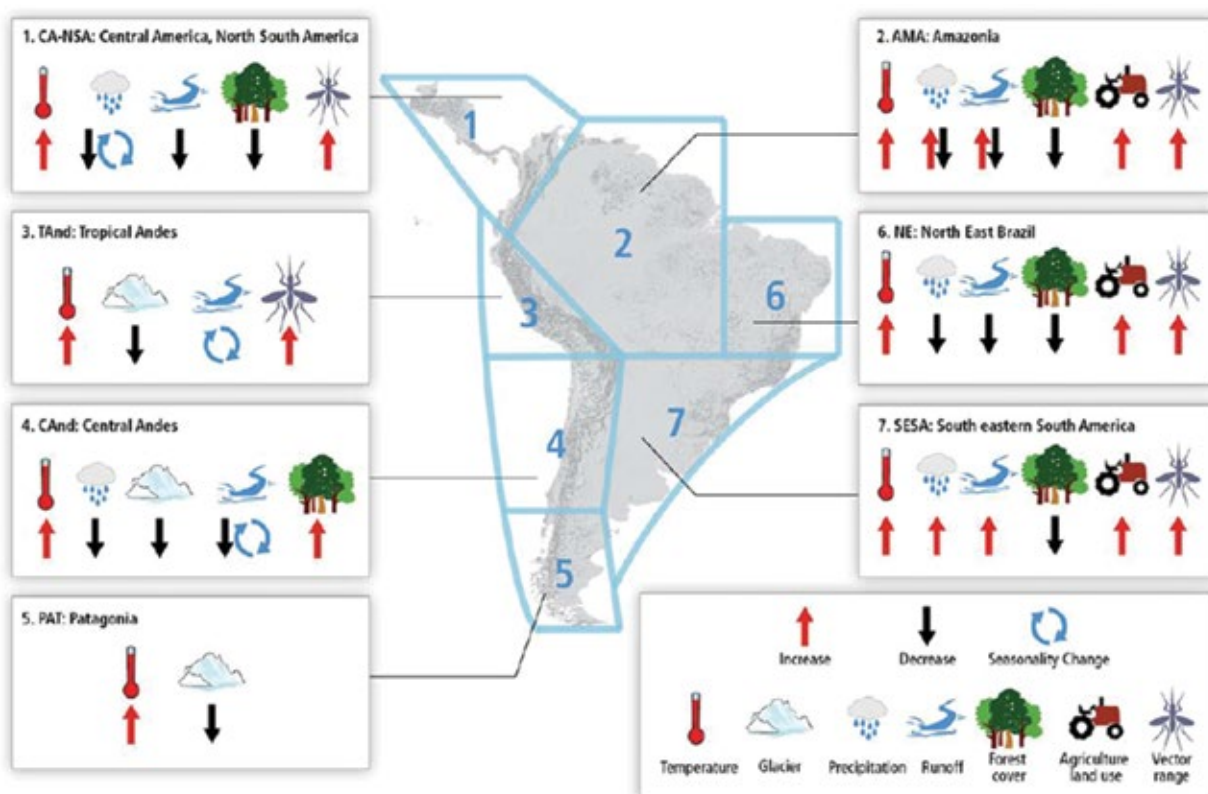 1. CA-NSA: Central America, North South America
2. AMA: Amazonia
3. TAnd: Tropical Andes
6. NE: North East Brazil
4. CAnd: Central Andes
7. SESA: South eastern South America
5. PAT: Patagonia
1
2
3
6
4
7
5
Increase
Decrease
Seasonality Change
Temperature
Glacier
Precipitation
Runoff
Forest
cover
Agriculture
land use
Vector
range